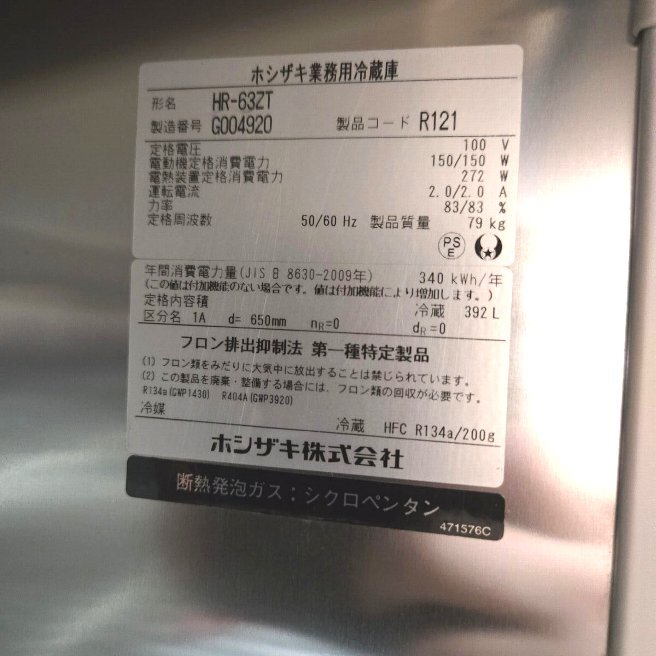 ホシザキ業務用冷蔵庫
形名 HR-63ZT
製造番号 G004920 製品コード R121
定格電圧 100 V
電動機定格消費電力 150/150 W
電熱装置定格消費電力 272 W
運転電流 2.0/2.0 A
力率 83/83 %
定格周波数 50/60 Hz 製品質量 79 kg
PSE
年間消費電力量(JIS B 8630-2009年) 340 kWh/年
(この値は付加機能のない場合です。値は付加機能により増加します。)
定格内容積 冷蔵 392 L
区分名 1A d= 650mm nR=0 dR=0
フロン排出抑制法 第一種特定製品
(1) フロン類をみだりに大気中に放出することは禁じられています。
(2) この製品を廃棄・整備する場合には、フロン類の回収が必要です。
R134a(GWP1430) R404A(GWP3920)
冷媒
冷蔵 HFC R134a/200g
ホシザキ株式会社
断熱発泡ガス：シクロペンタン
471576C